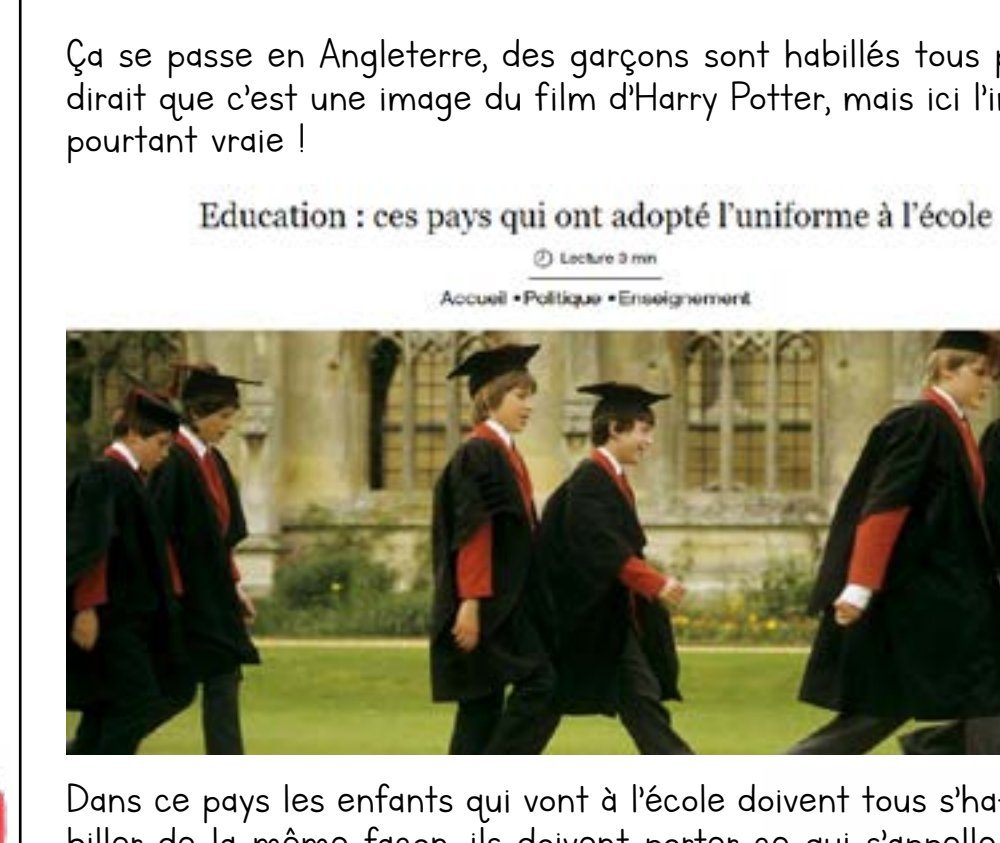 Ça se passe en Angleterre, des garçons sont habillés tous
dirait que c'est une image du film d'Harry Potter, mais ici
pourtant vraie !
Education : ces pays qui ont adopté l'uniforme à l'école
Lecture 3 min
Accueil • Politique • Enseignement
Dans ce pays les enfants qui vont à l'école doivent tous s'ha
biller de la même façon, ils doivent porter ce qui s'appelle